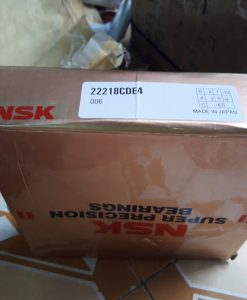 22218CDE4
006
MADE IN JAPAN
NSK
NSK
SUPER PRECISION
BEARINGS